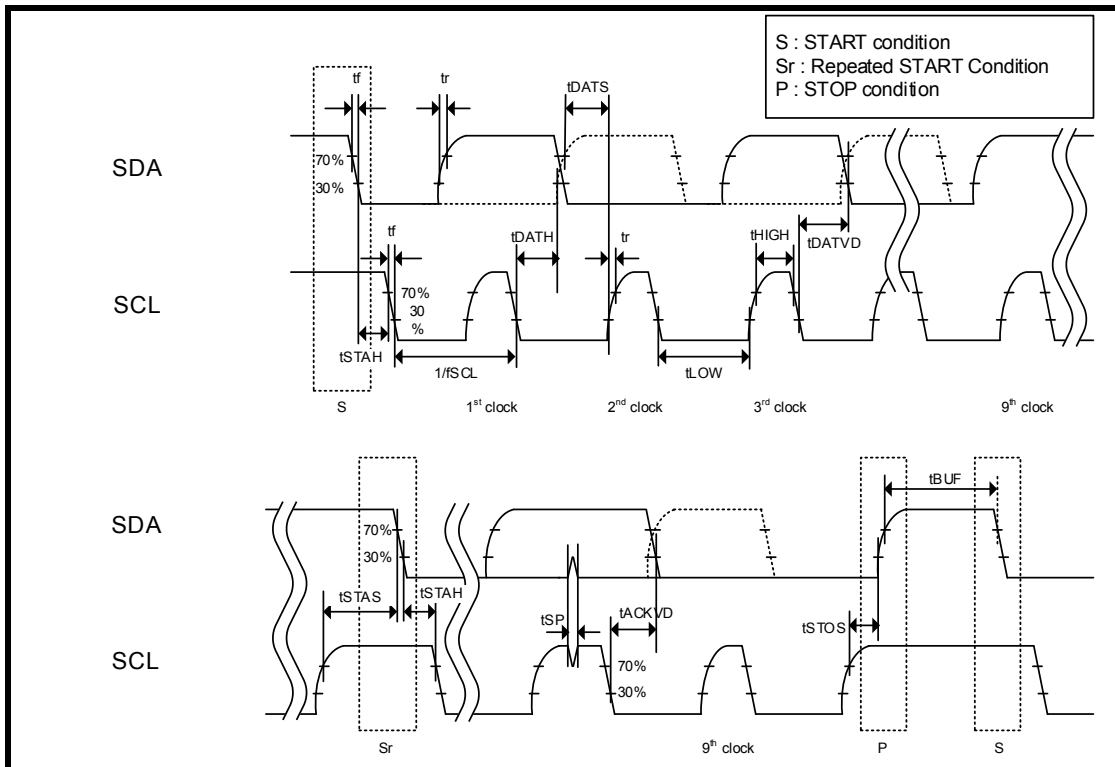 S : START condition
Sr : Repeated START Condition
P : STOP condition
tf
tr
tDATS
SDA
70%
30%
tf
tDATH
tr
tHIGH
tDATVD
SCL
70%
30
%
tSTAH
1/fSCL
tLOW
S
1st clock
2nd clock
3rd clock
9th clock
tBUF
SDA
70%
30%
tSTAS
tSTAH
tSP
tACKVD
tSTOS
SCL
70%
30%
Sr
9th clock
P
S